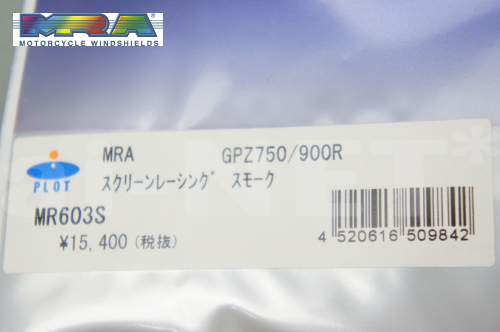 MRA
MOTORCYCLE WINDSHIELDS
PLOT
MRA GPZ750/900R
スクリーンレーシング スモーク
MR603S
¥15,400 (税抜)
4 520616 509842